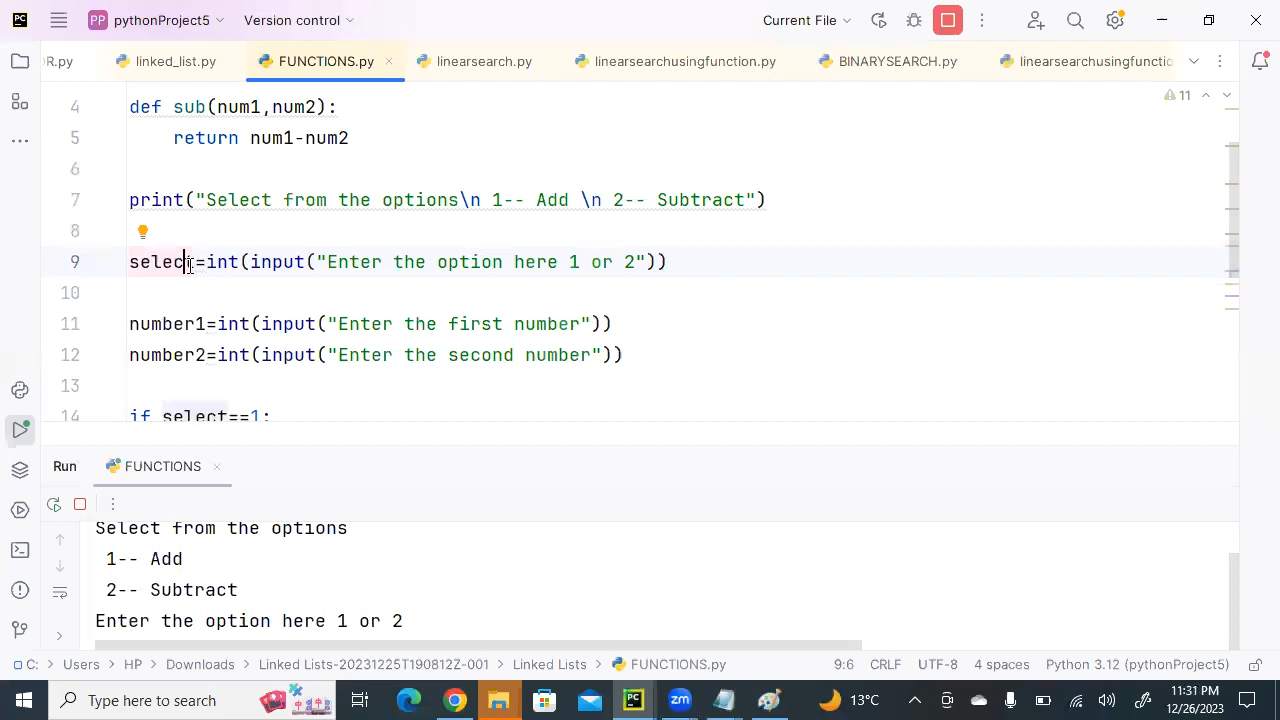 PP pythonProject5 Version control Current File
OR.py linked_list.py FUNCTIONS.py linearsearch.py linearsearchusingfunction.py BINARYSEARCH.py linearsearchusingfunctio
4 def sub(num1,num2): 11
5 return num1-num2
6
7 print("Select from the options\n 1-- Add \n 2-- Subtract")
8
9 select=int(input("Enter the option here 1 or 2"))
10
11 number1=int(input("Enter the first number"))
12 number2=int(input("Enter the second number"))
13
14 if select==1:
Run FUNCTIONS
Select from the options
1-- Add
2-- Subtract
Enter the option here 1 or 2
C: > Users > HP > Downloads > Linked Lists-20231225T190812Z-001 > Linked Lists > FUNCTIONS.py 9:6 CRLF UTF-8 4 spaces Python 3.12 (pythonProject5)
Type here to search 13°C 11:31 PM
12/26/2023